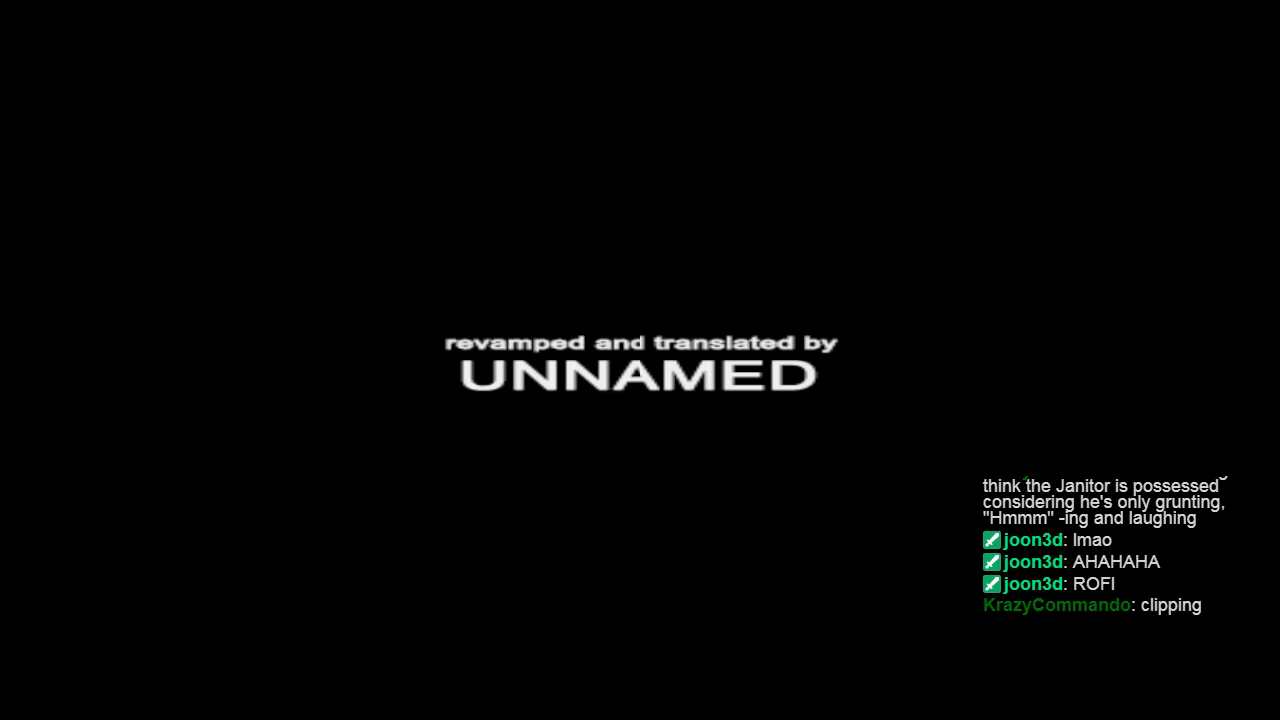 revamped and translated by
UNNAMED
think the Janitor is possessed
considering he's only grunting,
"Hmmm" -ing and laughing
joon3d: lmao
joon3d: AHAHAHA
joon3d: ROFI
KrazyCommando: clipping